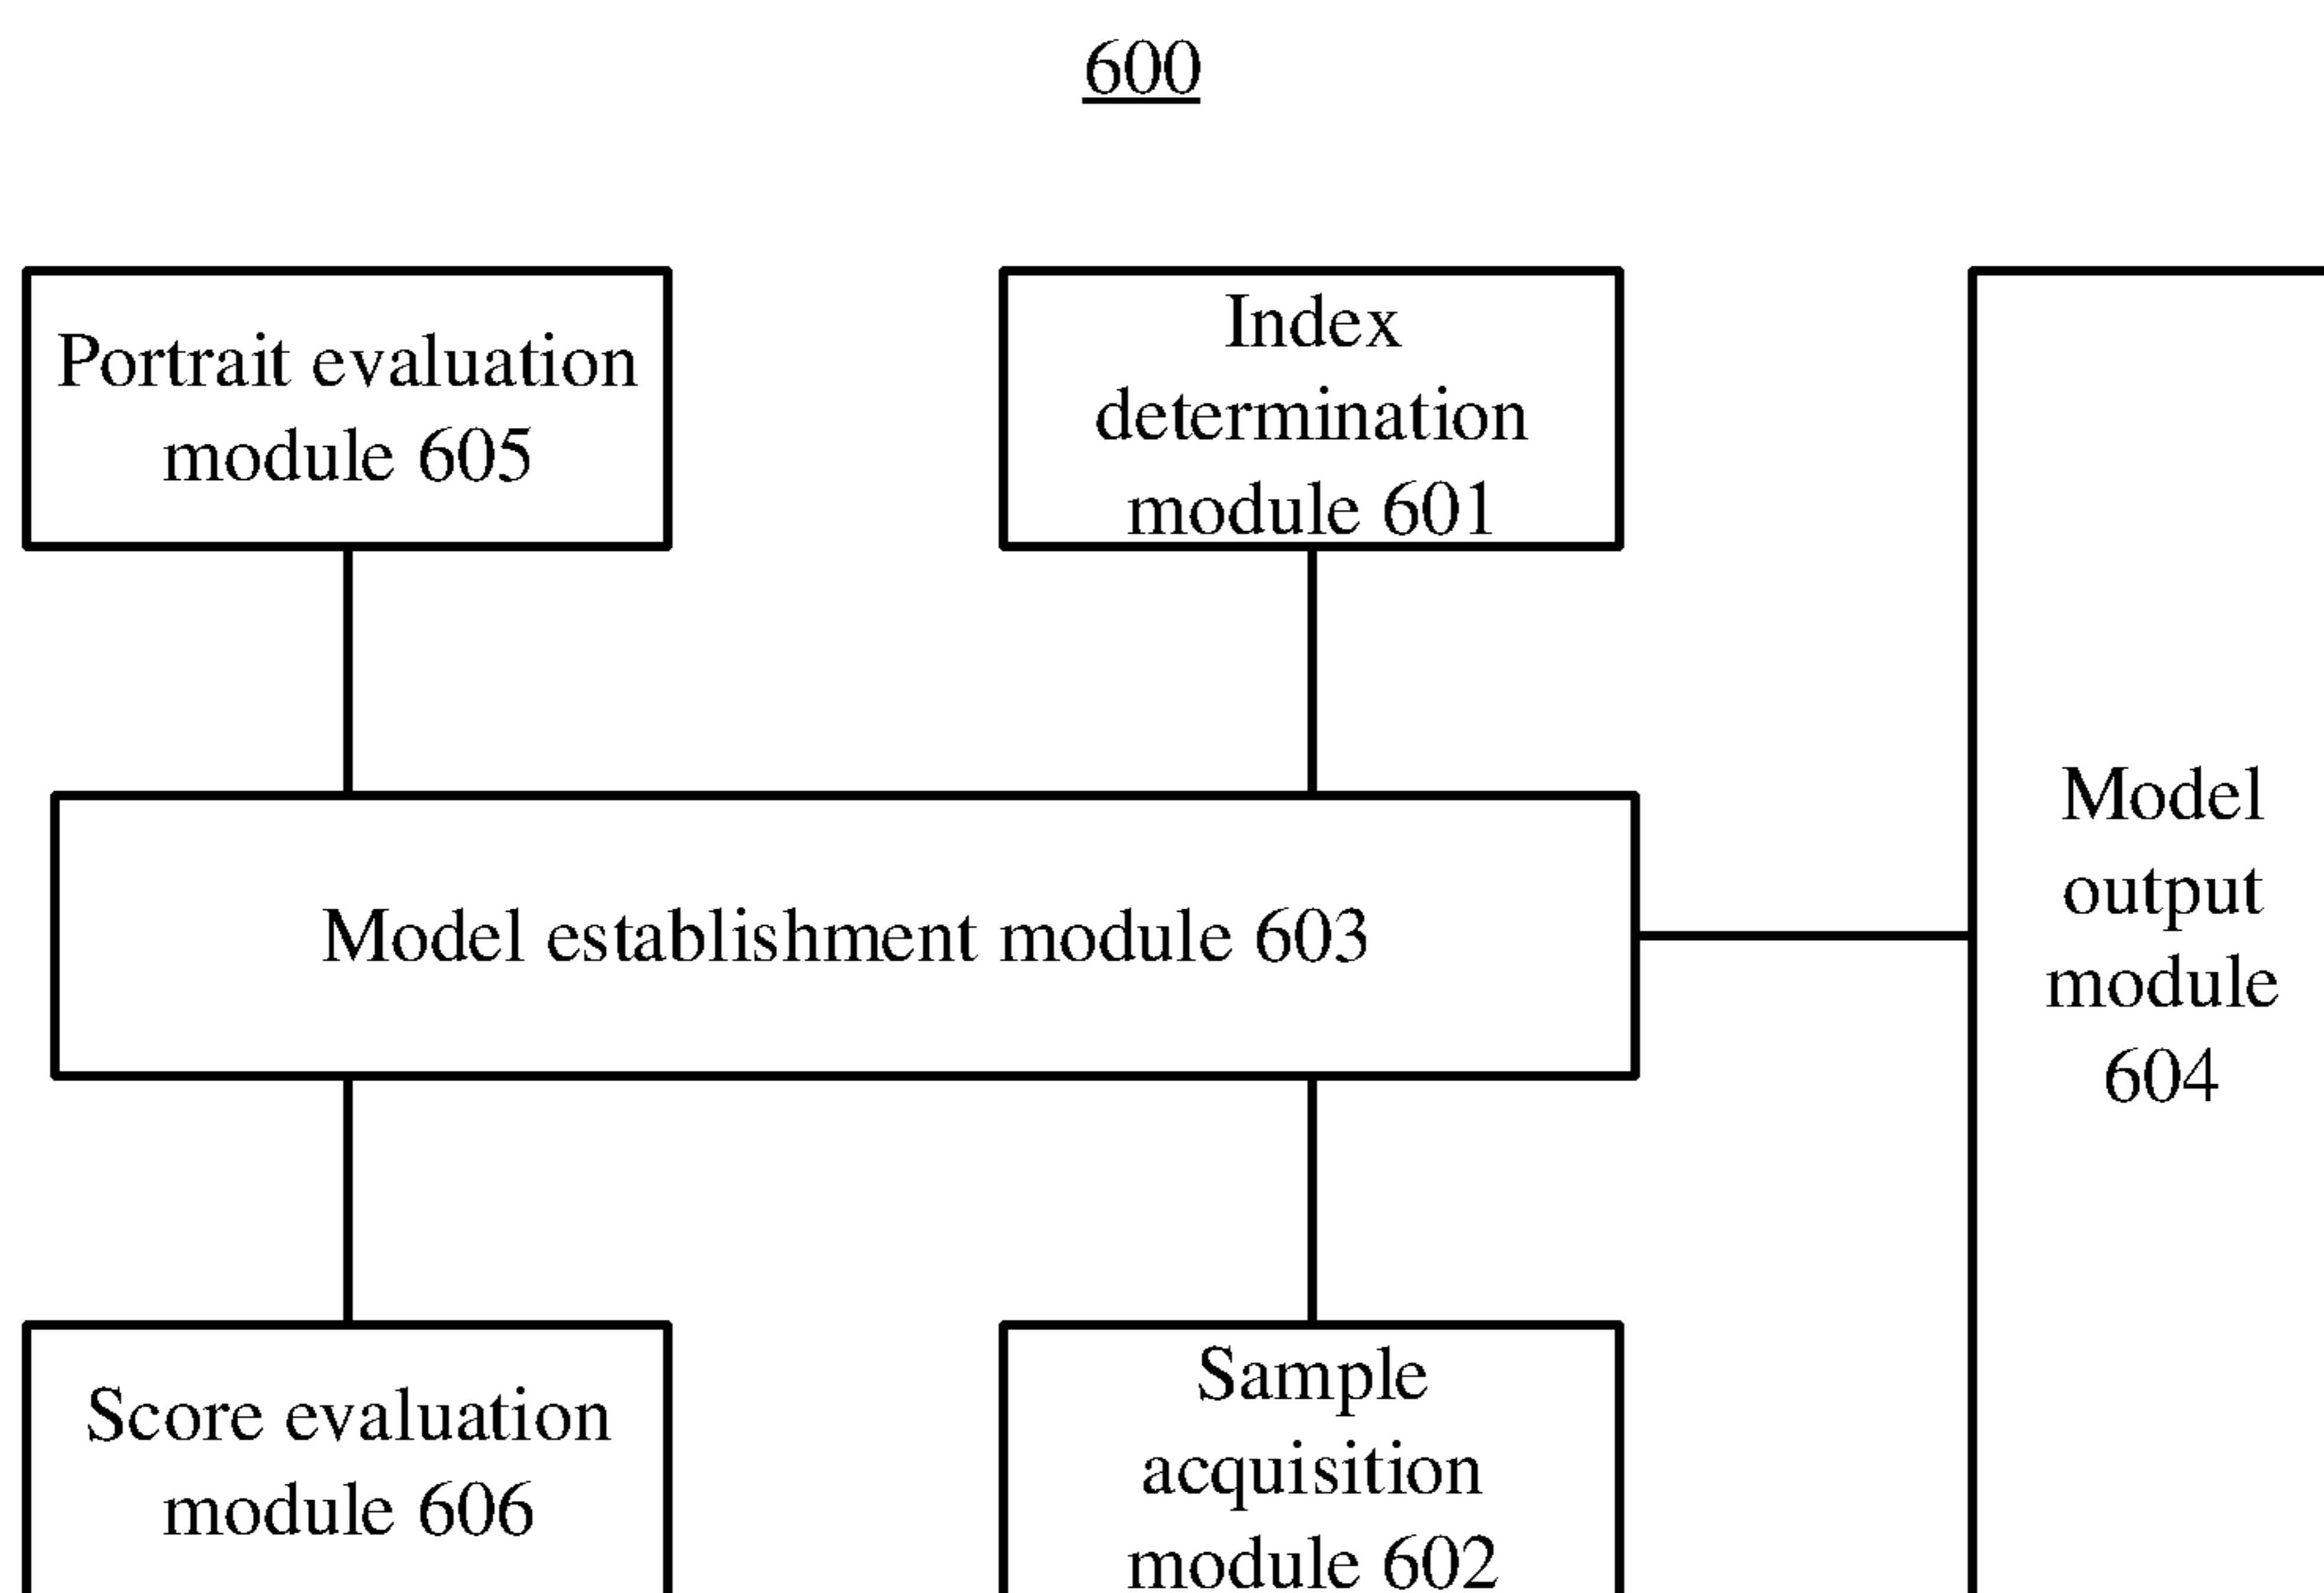 600
Portrait evaluation
module 605
Index
determination
module 601
Model establishment module 603
Model
output
module
604
Score evaluation
module 606
Sample
acquisition
module 602